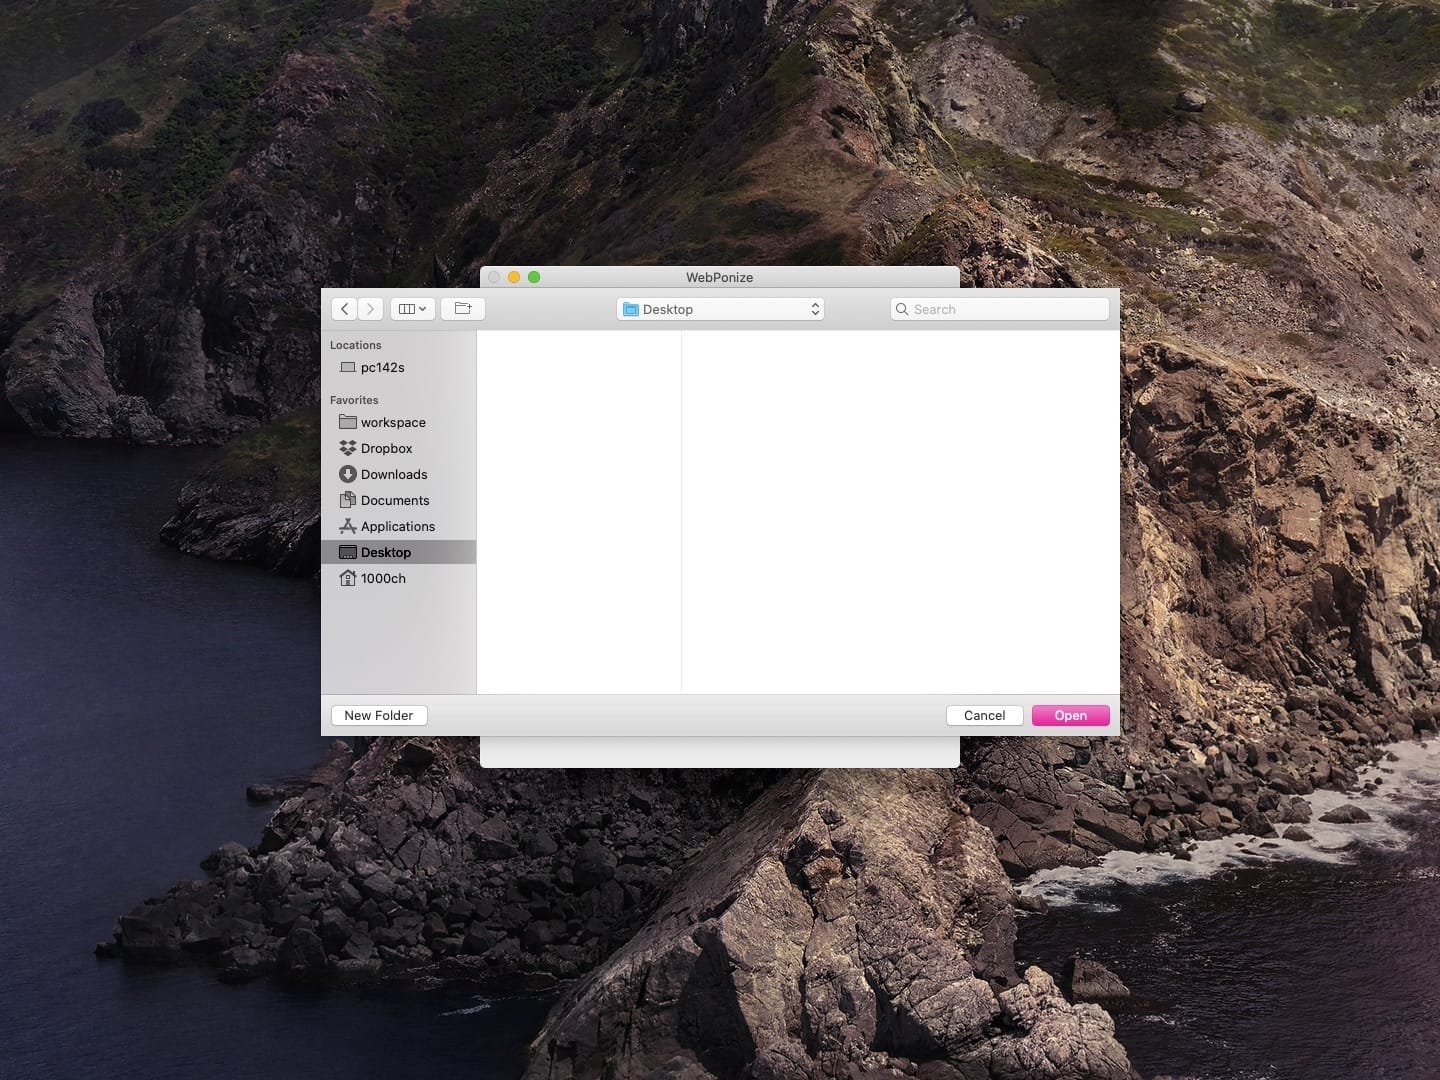 WebPonize
Desktop
Search
Locations
pc142s
Favorites
workspace
Dropbox
Downloads
Documents
Applications
Desktop
1000ch
New Folder
Cancel
Open